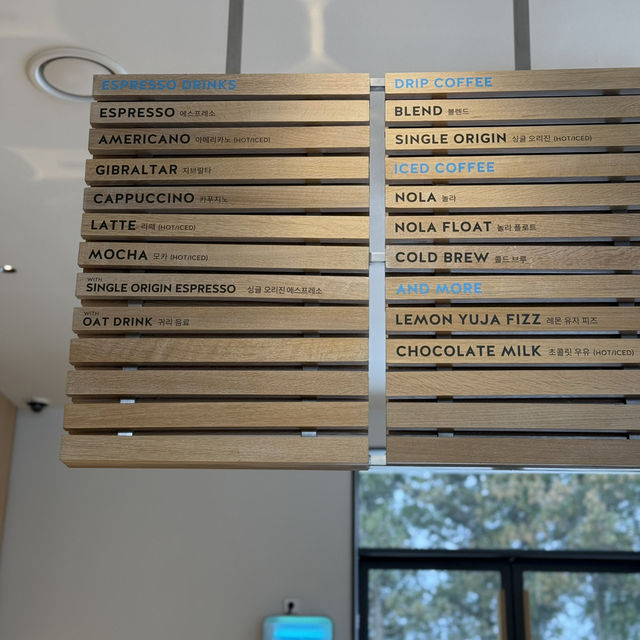 ESPRESSO DRINKS
ESPRESSO 에스프레소
AMERICANO 아메리카노 (HOT/ICED)
GIBRALTAR 지브랄타
CAPPUCCINO 카푸치노
LATTE 라떼 (HOT/ICED)
MOCHA 모카 (HOT/ICED)
WITH
SINGLE ORIGIN ESPRESSO 싱글 오리진 에스프레소
WITH
OAT DRINK 귀리 음료
DRIP COFFEE
BLEND 블렌드
SINGLE ORIGIN 싱글 오리진 (HOT/ICED)
ICED COFFEE
NOLA 놀라
NOLA FLOAT 놀라 플로트
COLD BREW 콜드 브루
AND MORE
LEMON YUJA FIZZ 레몬 유자 피즈
CHOCOLATE MILK 초콜릿 우유 (HOT/ICED)